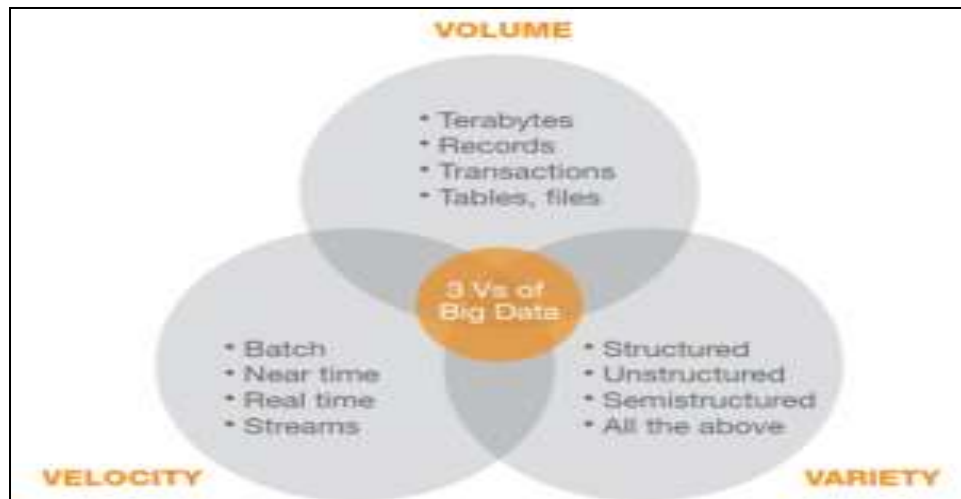 VOLUME
• Terabytes
• Records
• Transactions
• Tables, files
3 Vs of
Big Data
• Batch
• Near time
• Real time
• Streams
• Structured
• Unstructured
• Semistructured
• All the above
VELOCITY
VARIETY